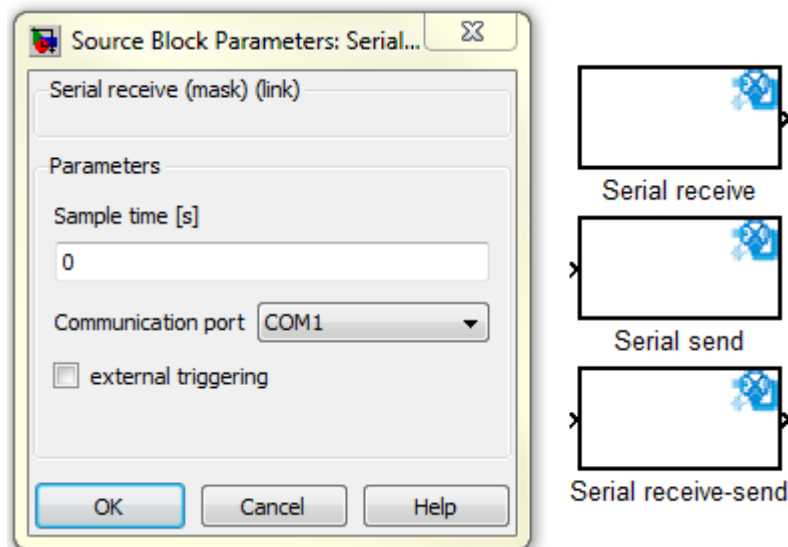 Source Block Parameters: Serial...
Serial receive (mask) (link)
Parameters
Sample time [s]
0
Communication port COM1
external triggering
OK Cancel Help
Serial receive
Serial send
Serial receive-send